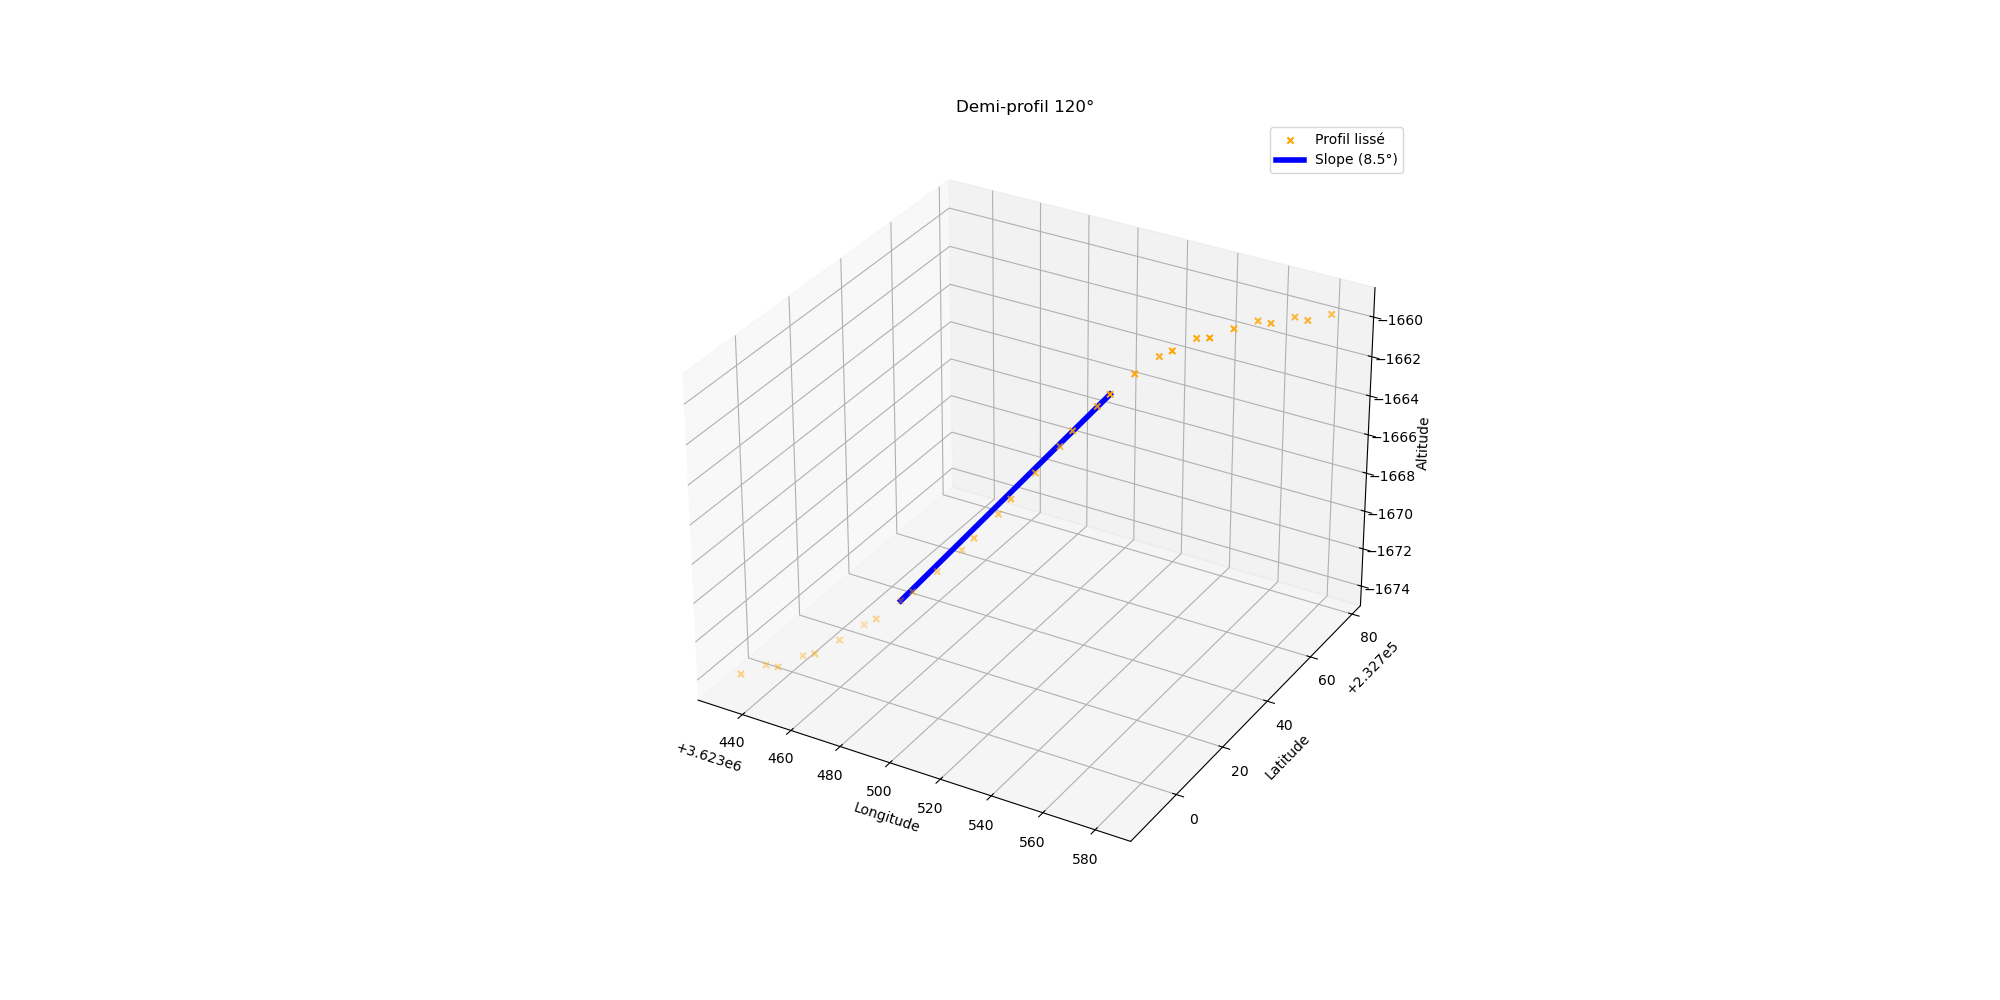 Demi-profil 120°
Profil lissé
Slope (8.5°)
−1660
−1662
−1664
−1666
−1668
−1670
−1672
−1674
Altitude
80
60
40
20
0
+2.327e5
Latitude
440
460
480
500
520
540
560
580
+3.623e6
Longitude